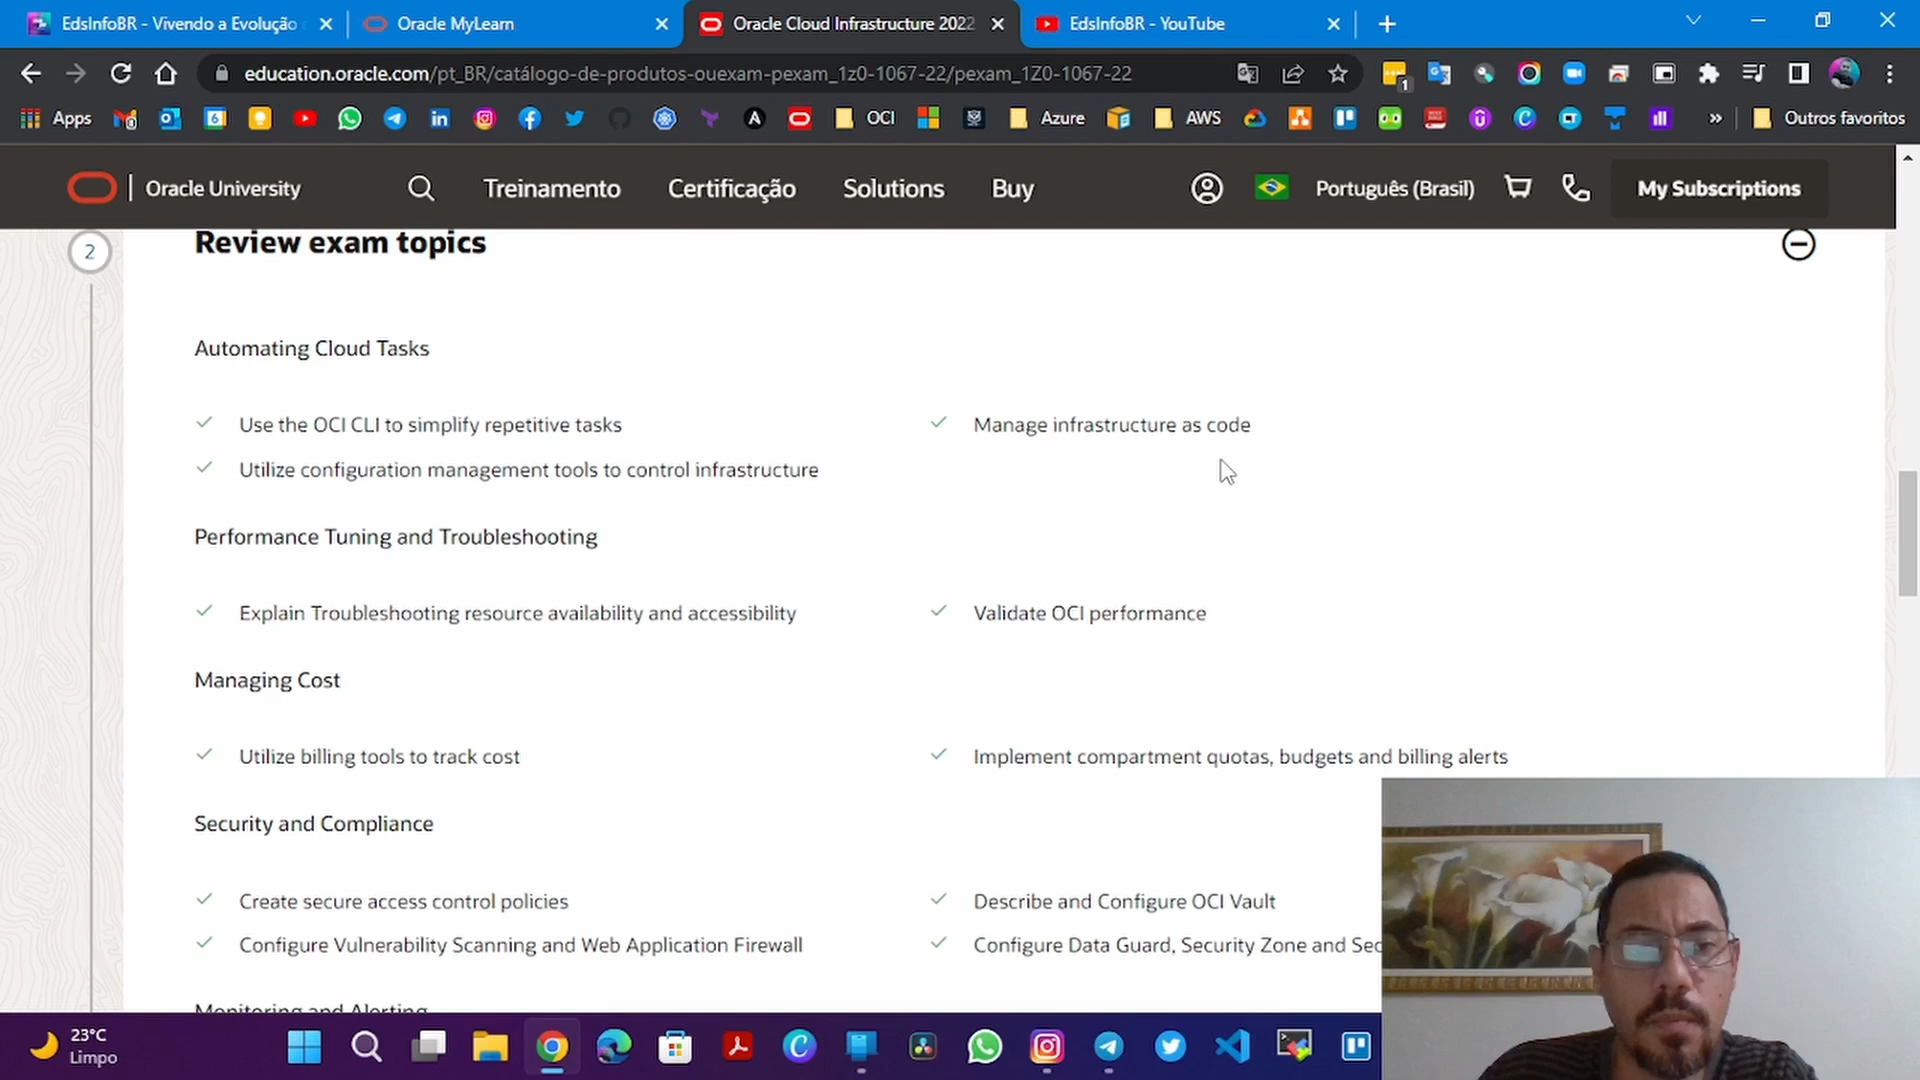 EdsInfoBR - Vivendo a Evolução
Oracle MyLearn
Oracle Cloud Infrastructure 2022
EdsInfoBR - YouTube
education.oracle.com/pt_BR/catálogo-de-produtos-ouexam-pexam_1z0-1067-22/pexam_1Z0-1067-22
1
Apps
6
OCI
Azure
AWS
»
Outros favoritos
Oracle University
Treinamento
Certificação
Solutions
Buy
Português (Brasil)
My Subscriptions
2
Review exam topics
Automating Cloud Tasks
Use the OCI CLI to simplify repetitive tasks
Manage infrastructure as code
Utilize configuration management tools to control infrastructure
Performance Tuning and Troubleshooting
Explain Troubleshooting resource availability and accessibility
Validate OCI performance
Managing Cost
Utilize billing tools to track cost
Implement compartment quotas, budgets and billing alerts
Security and Compliance
Create secure access control policies
Describe and Configure OCI Vault
Configure Vulnerability Scanning and Web Application Firewall
Configure Data Guard, Security Zone and Sec
Monitoring and Alerting
23°C
Limpo